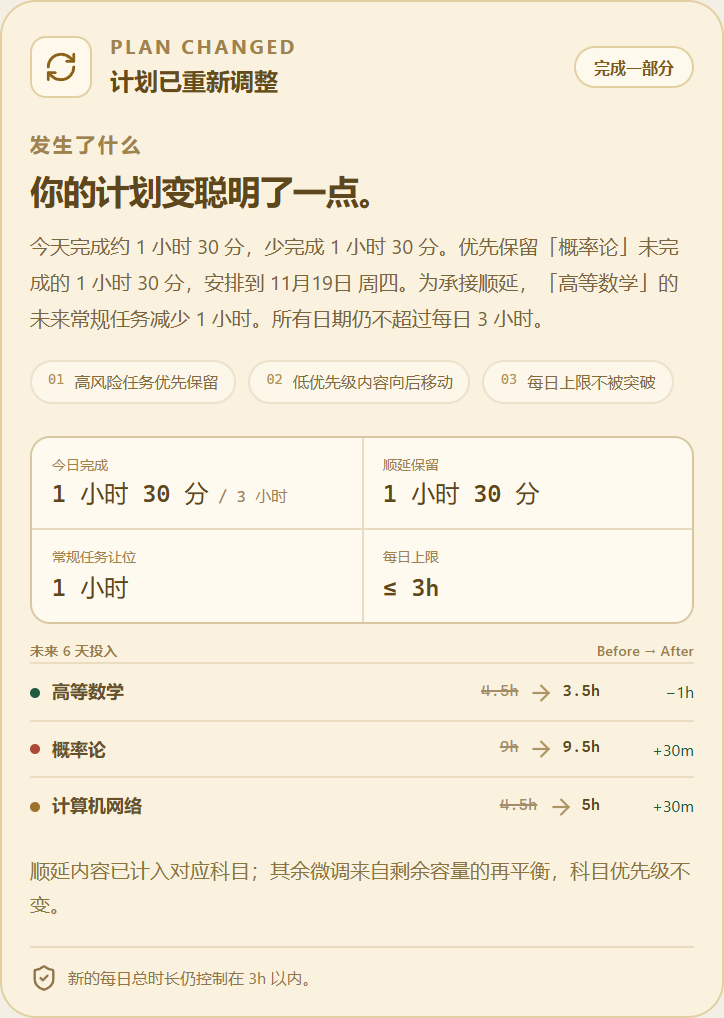 PLAN CHANGED
计划已重新调整
完成一部分
发生了什么
你的计划变聪明了一点。
今天完成约 1 小时 30 分，少完成 1 小时 30 分。优先保留「概率论」未完
成的 1 小时 30 分，安排到 11月19日 周四。为承接顺延，「高等数学」的
未来常规任务减少 1 小时。所有日期仍不超过每日 3 小时。
01 高风险任务优先保留
02 低优先级内容向后移动
03 每日上限不被突破
今日完成
1 小时 30 分 / 3 小时
顺延保留
1 小时 30 分
常规任务让位
1 小时
每日上限
≤ 3h
未来 6 天投入
Before → After
高等数学 4.5h → 3.5h −1h
概率论 9h → 9.5h +30m
计算机网络 4.5h → 5h +30m
顺延内容已计入对应科目；其余微调来自剩余容量的再平衡，科目优先级不
变。
新的每日总时长仍控制在 3h 以内。